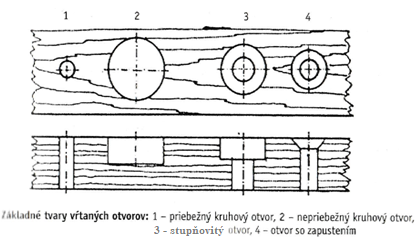 1 2 3 4
Základné tvary vŕtaných otvorov: 1 – priebežný kruhový otvor, 2 – nepriebežný kruhový otvor,
3 - stupňovitý otvor, 4 – otvor so zapustením